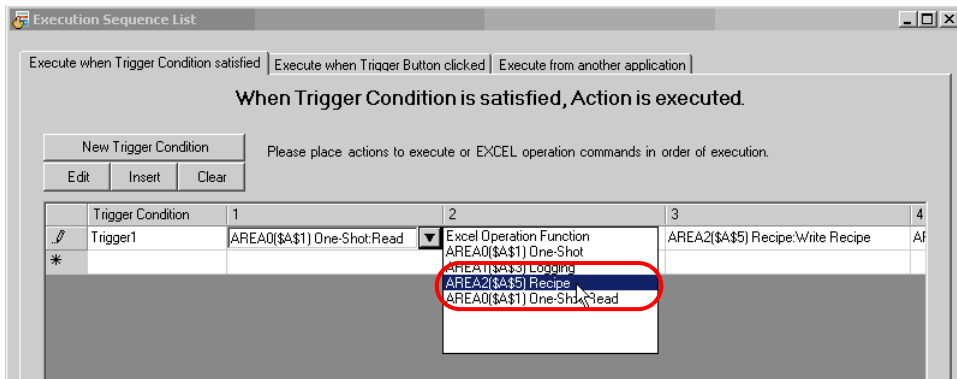 Execution Sequence List
Execute when Trigger Condition satisfied Execute when Trigger Button clicked Execute from another application
When Trigger Condition is satisfied, Action is executed.
New Trigger Condition
Please place actions to execute or EXCEL operation commands in order of execution.
Edit Insert Clear
Trigger Condition 1 2 3 4
Trigger1 AREA0($A$1) One-Shot:Read Excel Operation Function AREA2($A$5) Recipe:Write Recipe
AREA0($A$1) One-Shot
AREA1($A$3) Logging
AREA2($A$5) Recipe
AREA0($A$1) One-Shot:Read